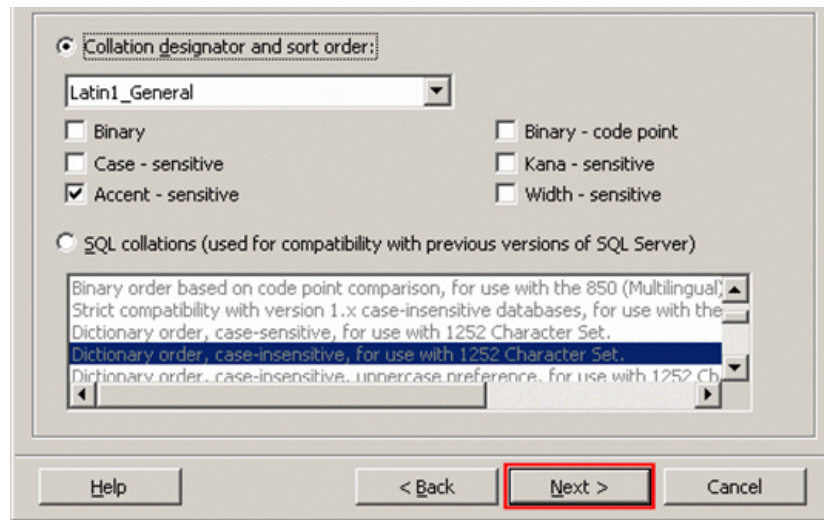 Collation designator and sort order:
Latin1_General
Binary
Binary - code point
Case - sensitive
Kana - sensitive
Accent - sensitive
Width - sensitive
SQL collations (used for compatibility with previous versions of SQL Server)
Binary order based on code point comparison, for use with the 850 (Multilingual)
Strict compatibility with version 1.x case-insensitive databases, for use with the
Dictionary order, case-sensitive, for use with 1252 Character Set.
Dictionary order, case-insensitive, for use with 1252 Character Set.
Dictionary order, case-insensitive, uppercase preference, for use with 1252 Ch
Help
< Back
Next >
Cancel